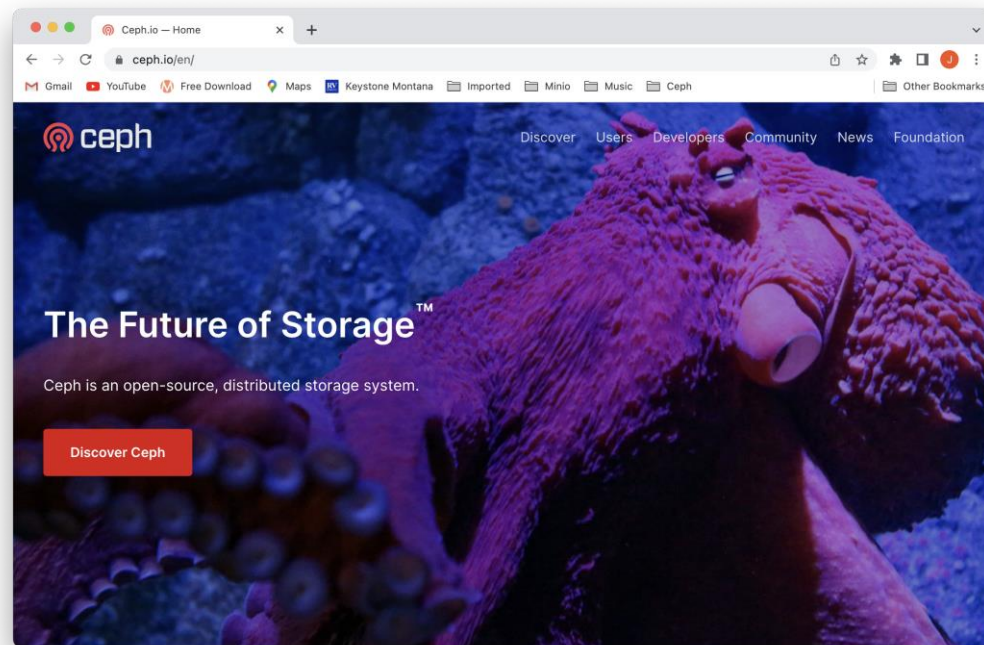 Ceph.io — Home
ceph.io/en/
J
Gmail YouTube Free Download Maps RV Keystone Montana Imported Minio Music Ceph Other Bookmarks
ceph Discover Users Developers Community News Foundation
The Future of Storage™
Ceph is an open-source, distributed storage system.
Discover Ceph